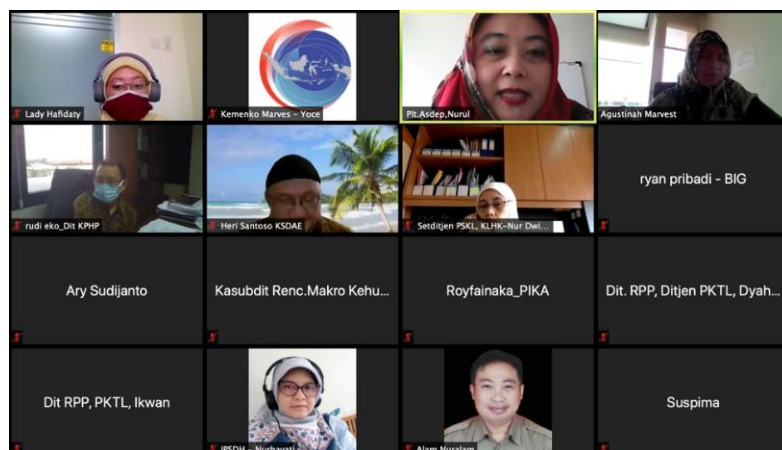 Lady Hafidaty
Kemenko Marves - Yoce
Plt.Asdep,Nurul
Agustinah Marvest
rudi eko_Dit KPHP
Heri Santoso KSDAE
Setditjen PSKL, KLHK-Nur Dwi...
ryan pribadi - BIG
Ary Sudijanto
Kasubdit Renc.Makro Kehu...
Royfainaka_PIKA
Dit. RPP, Ditjen PKTL, Dyah...
Dit RPP, PKTL, Ikwan
IPSDH - Nurhayati -
Alam Nuralam
Suspima